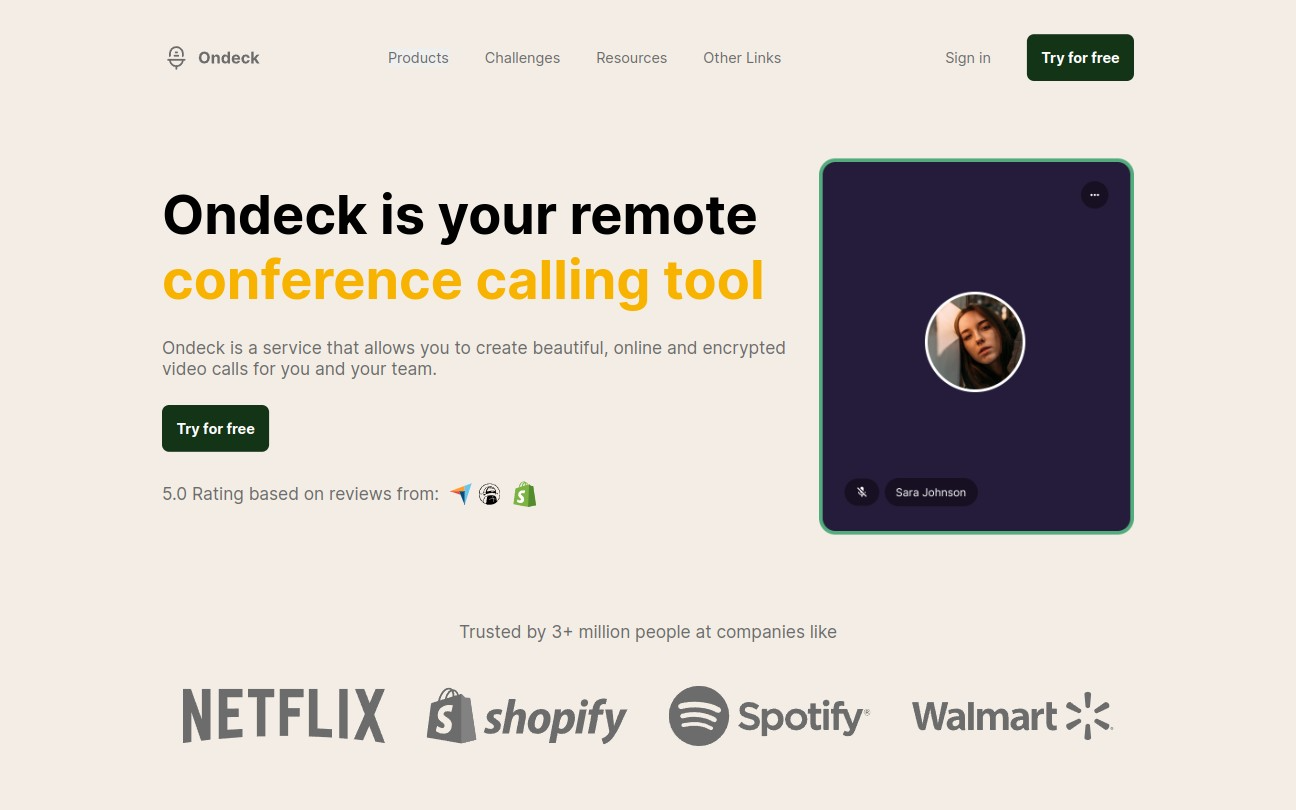 Ondeck
Products
Challenges
Resources
Other Links
Sign in
Try for free
Ondeck is your remote
conference calling tool
Ondeck is a service that allows you to create beautiful, online and encrypted
video calls for you and your team.
Try for free
5.0 Rating based on reviews from:
Sara Johnson
Trusted by 3+ million people at companies like
NETFLIX
shopify
Spotify®
Walmart